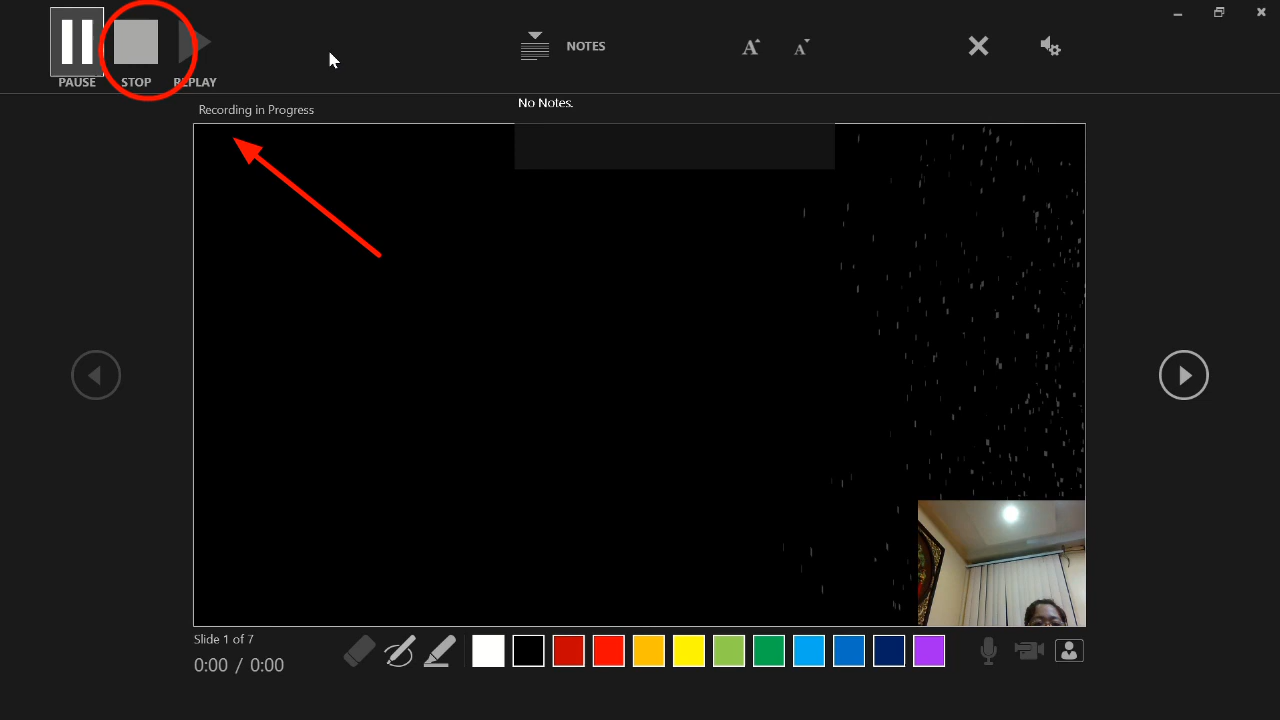 PAUSE STOP REPLAY
NOTES
A A
Recording in Progress
No Notes.
Slide 1 of 7
0:00 / 0:00